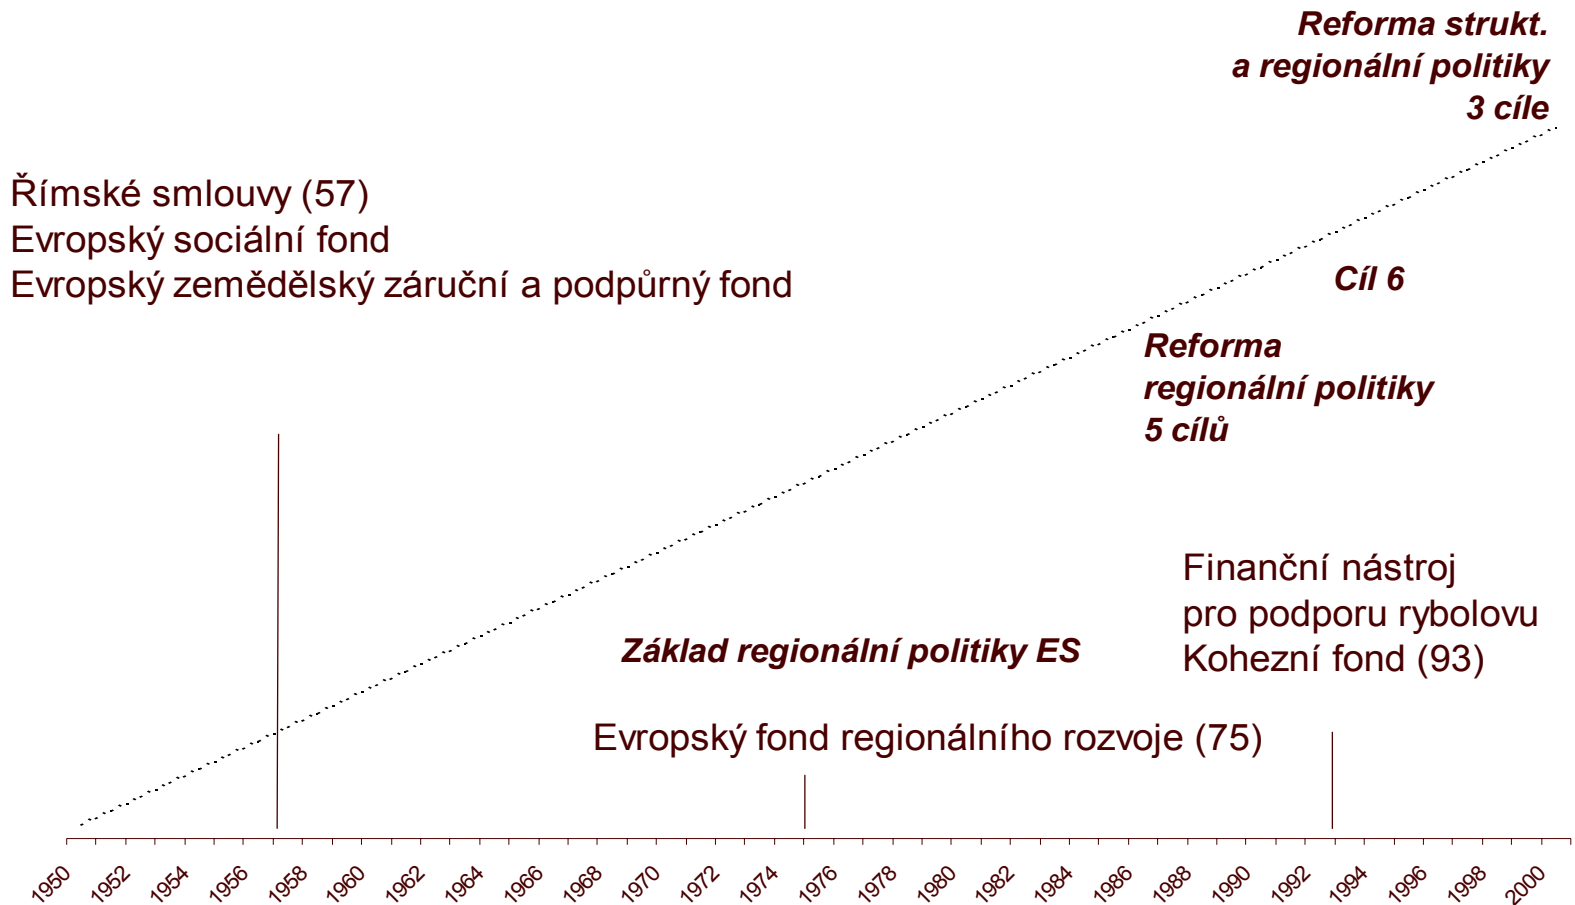 Reforma strukt.
a regionální politiky
3 cíle
Římské smlouvy (57)
Evropský sociální fond
Evropský zemědělský záruční a podpůrný fond
Cíl 6
Reforma
regionální politiky
5 cílů
Finanční nástroj
pro podporu rybolovu
Kohezní fond (93)
Základ regionální politiky ES
Evropský fond regionálního rozvoje (75)
1950 1952 1954 1956 1958 1960 1962 1964 1966 1968 1970 1972 1974 1976 1978 1980 1982 1984 1986 1988 1990 1992 1994 1996 1998 2000